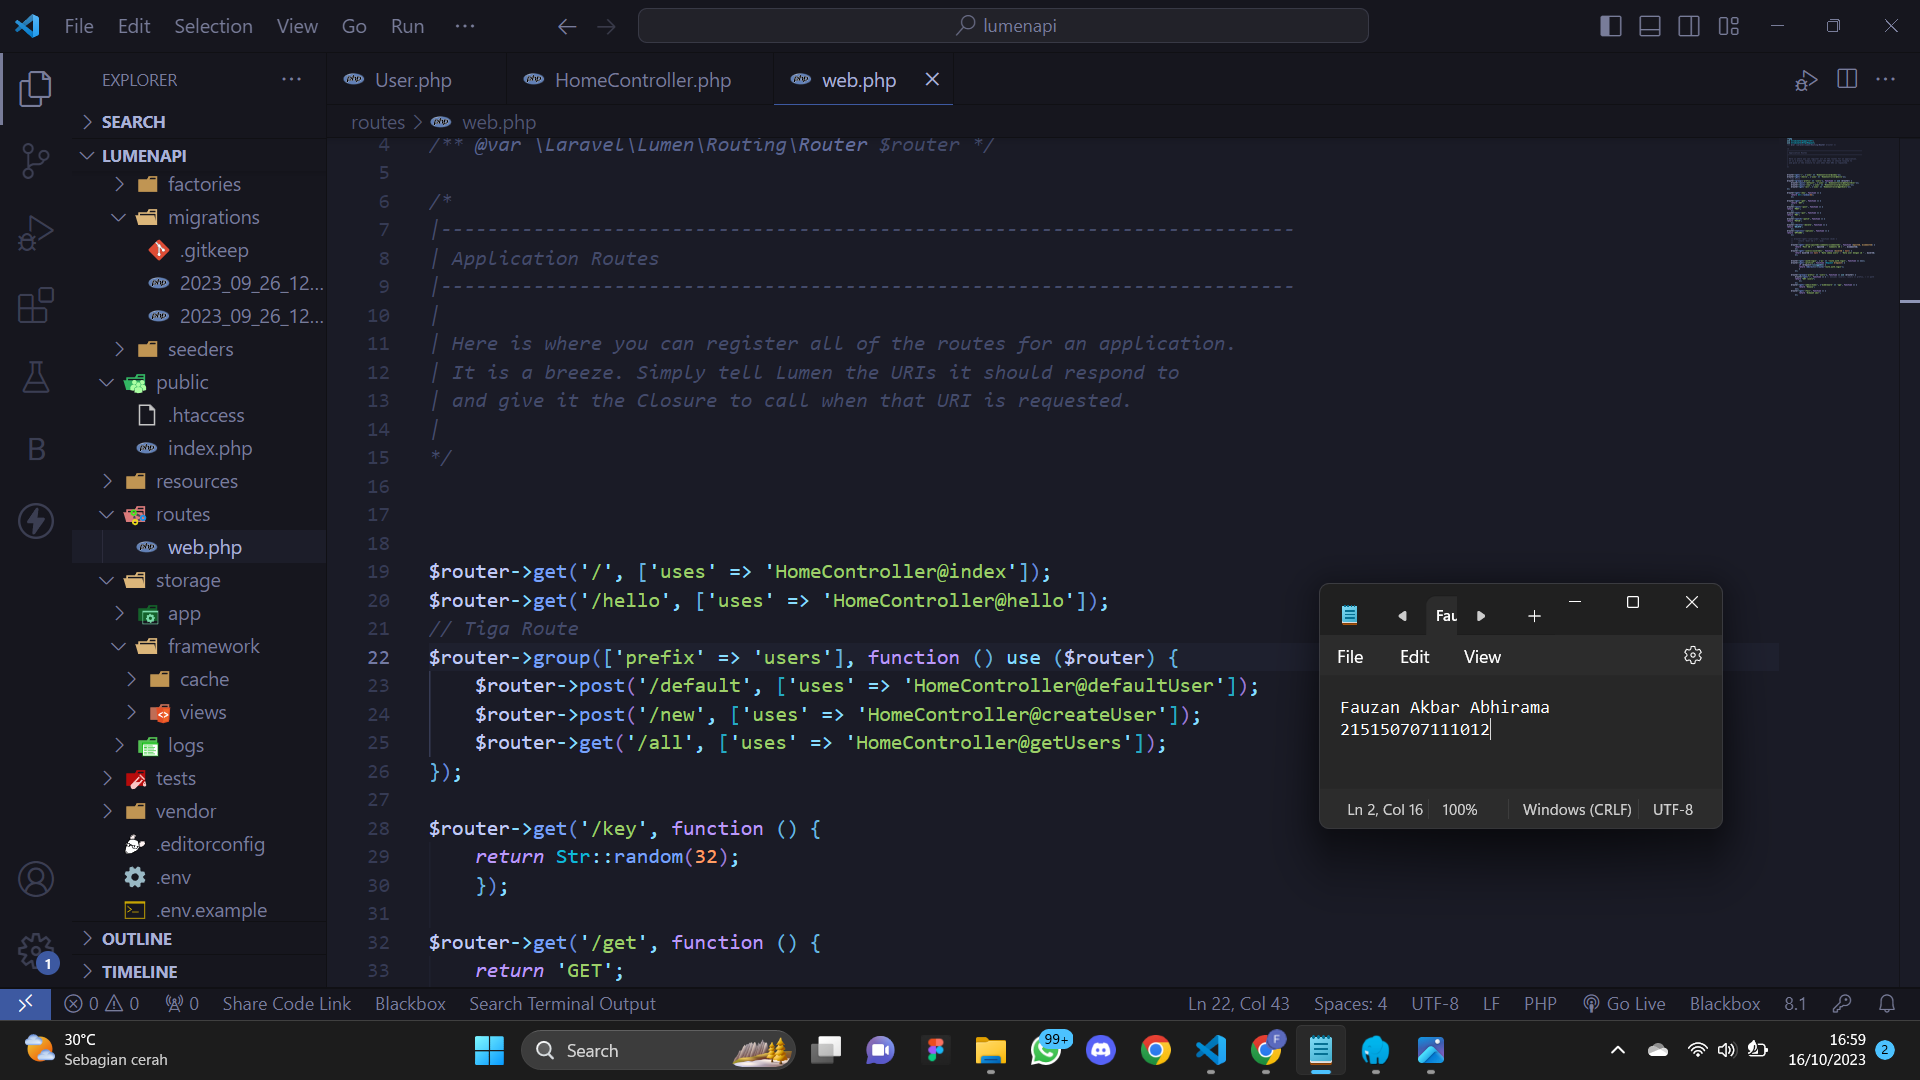 File Edit Selection View Go Run ···
lumenapi
EXPLORER ···
SEARCH
LUMENAPI
factories
migrations
.gitkeep
2023_09_26_12...
2023_09_26_12...
seeders
public
.htaccess
index.php
resources
routes
web.php
storage
app
framework
cache
views
logs
tests
vendor
.editorconfig
.env
.env.example
OUTLINE
TIMELINE
B
1
User.php HomeController.php web.php
routes > web.php
4 /** @var \Laravel\Lumen\Routing\Router $router */
5
6 /*
7 |--------------------------------------------------------------------------
8 | Application Routes
9 |--------------------------------------------------------------------------
10 |
11 | Here is where you can register all of the routes for an application.
12 | It is a breeze. Simply tell Lumen the URIs it should respond to
13 | and give it the Closure to call when that URI is requested.
14 |
15 */
16
17
18
19 $router->get('/', ['uses' => 'HomeController@index']);
20 $router->get('/hello', ['uses' => 'HomeController@hello']);
21 // Tiga Route
22 $router->group(['prefix' => 'users'], function () use ($router) {
23 $router->post('/default', ['uses' => 'HomeController@defaultUser']);
24 $router->post('/new', ['uses' => 'HomeController@createUser']);
25 $router->get('/all', ['uses' => 'HomeController@getUsers']);
26 });
27
28 $router->get('/key', function () {
29 return Str::random(32);
30 });
31
32 $router->get('/get', function () {
33 return 'GET';
Fau
File Edit View
Fauzan Akbar Abhirama
215150707111012
Ln 2, Col 16 100% Windows (CRLF) UTF-8
0 0 0 Share Code Link Blackbox Search Terminal Output Ln 22, Col 43 Spaces: 4 UTF-8 LF PHP Go Live Blackbox 8.1
30°C
Sebagian cerah
Search
99+
F
16:59
16/10/2023
2